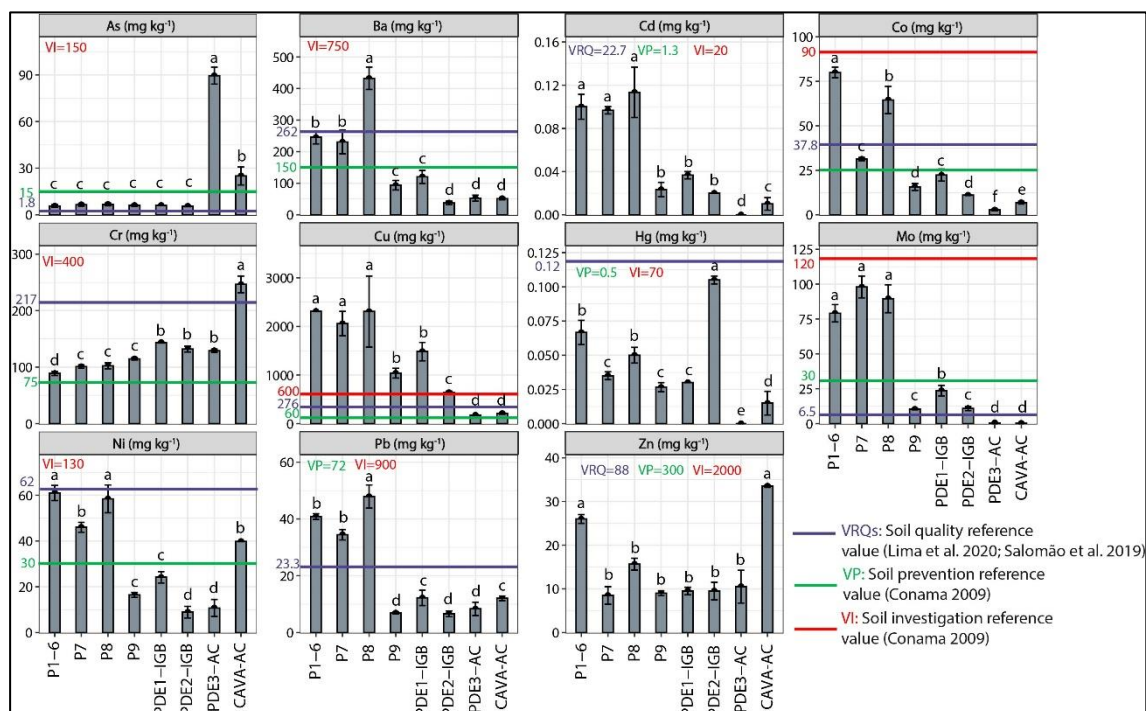 As (mg kg⁻¹)
VI=150
90
60
30
15
1.8
0
c c c c c c a b
Ba (mg kg⁻¹)
VI=750
500
400
300
262
200
150
100
0
b b a c c d d d
Cd (mg kg⁻¹)
VRQ=22.7 VP=1.3 VI=20
0.16
0.12
0.08
0.04
0.00
a a a c b c d c
Co (mg kg⁻¹)
100
90
75
50
37.8
25
0
a c b d c d f e
Cr (mg kg⁻¹)
VI=400
300
217
200
100
75
0
d c c c b b b a
Cu (mg kg⁻¹)
3000
2000
1000
600
276
60
0
a a a b b c d d
Hg (mg kg⁻¹)
VP=0.5 VI=70
0.125
0.12
0.100
0.075
0.050
0.025
0.000
b c b c c a e d
Mo (mg kg⁻¹)
125
120
100
75
50
30
25
6.5
0
a a a c b c d d
P1–6 P7 P8 P9 PDE1–IGB PDE2–IGB PDE3–AC CAVA-AC
Ni (mg kg⁻¹)
VI=130
62
60
40
30
20
0
a b a c c d d b
P1–6 P7 P8 P9 PDE1–IGB PDE2–IGB PDE3–AC CAVA-AC
Pb (mg kg⁻¹)
VP=72 VI=900
60
40
23.3
20
0
b b a d c d d c
P1–6 P7 P8 P9 PDE1–IGB PDE2–IGB PDE3–AC CAVA-AC
Zn (mg kg⁻¹)
VRQ=88 VP=300 VI=2000
40
30
20
10
0
a b b b b b b a
P1–6 P7 P8 P9 PDE1–IGB PDE2–IGB PDE3–AC CAVA-AC
VRQs: Soil quality reference
value (Lima et al. 2020; Salomão et al. 2019)
VP: Soil prevention reference
value (Conama 2009)
VI: Soil investigation reference
value (Conama 2009)